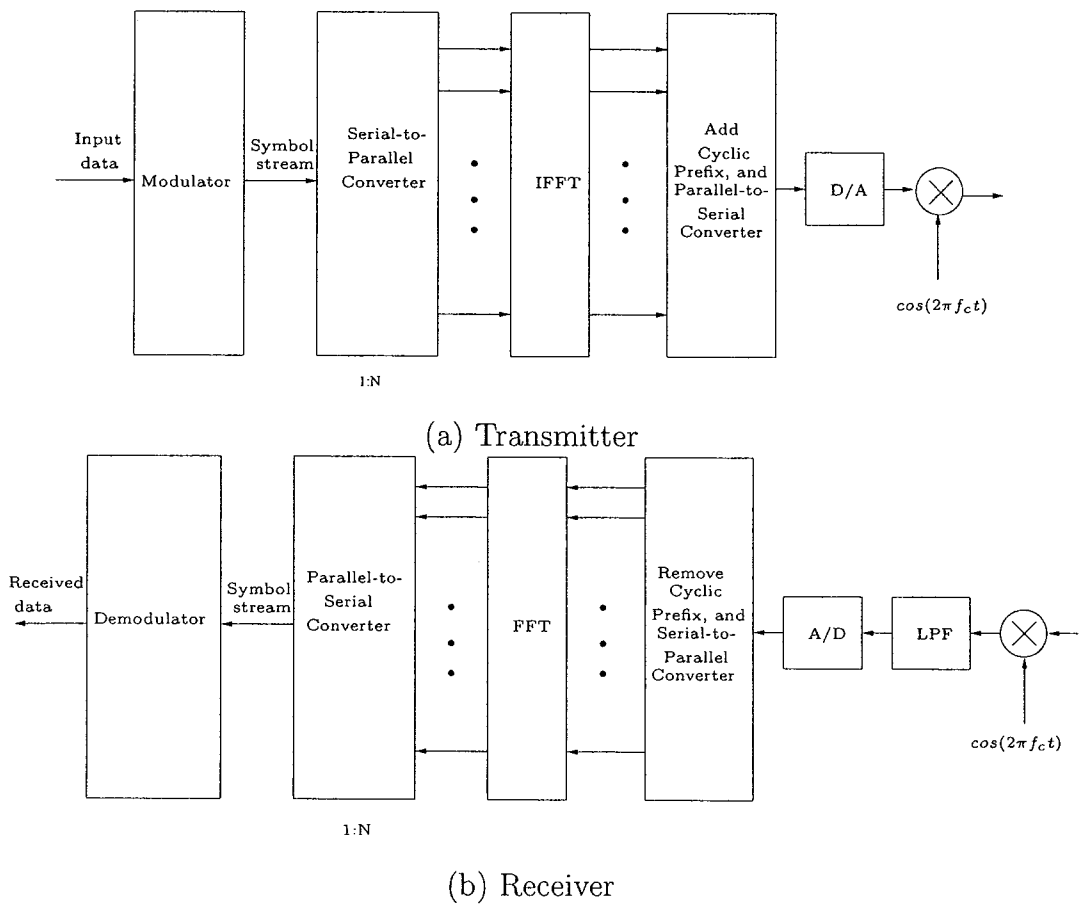 Input
data
Modulator
Symbol
stream
Serial-to-
Parallel
Converter
1:N
IFFT
Add
Cyclic
Prefix, and
Parallel-to-
Serial
Converter
D/A
cos(2πf_ct)
(a) Transmitter
Received
data
Demodulator
Symbol
stream
Parallel-to-
Serial
Converter
1:N
FFT
Remove
Cyclic
Prefix, and
Serial-to-
Parallel
Converter
A/D
LPF
cos(2πf_ct)
(b) Receiver